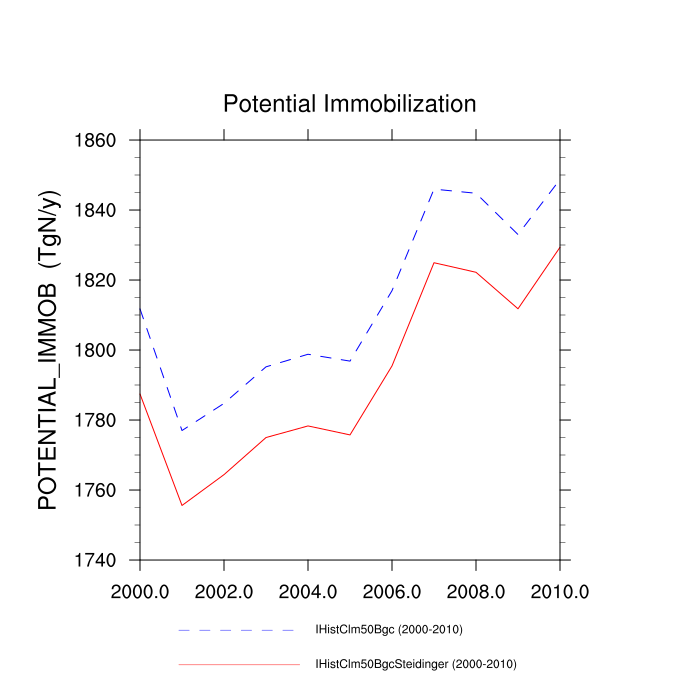 Potential Immobilization
1860
1840
1820
1800
1780
1760
1740
POTENTIAL_IMMOB (TgN/y)
2000.0 2002.0 2004.0 2006.0 2008.0 2010.0
IHistClm50Bgc (2000-2010)
IHistClm50BgcSteidinger (2000-2010)